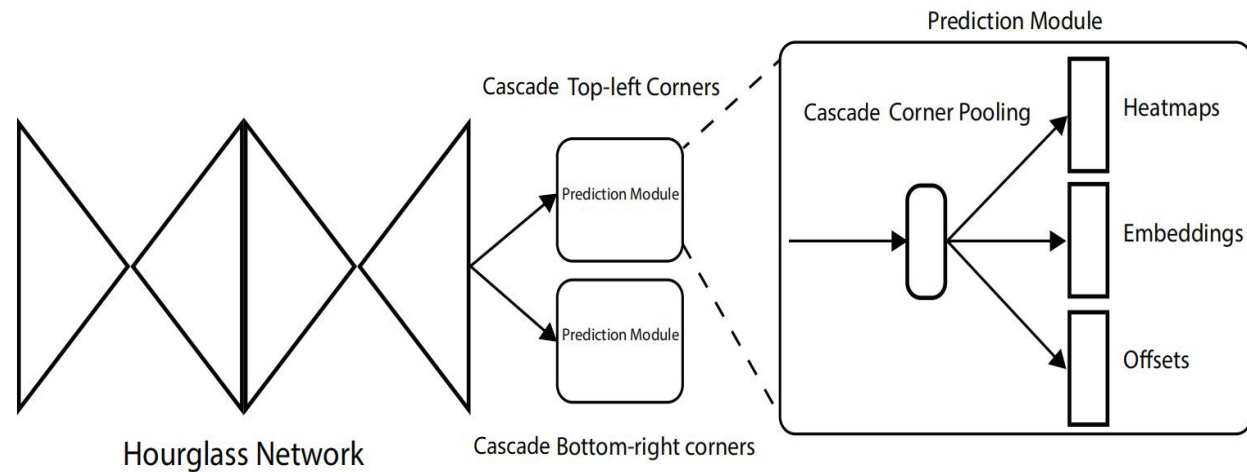 Prediction Module
Cascade Top-left Corners
Cascade Corner Pooling
Heatmaps
Prediction Module
Embeddings
Prediction Module
Offsets
Cascade Bottom-right corners
Hourglass Network